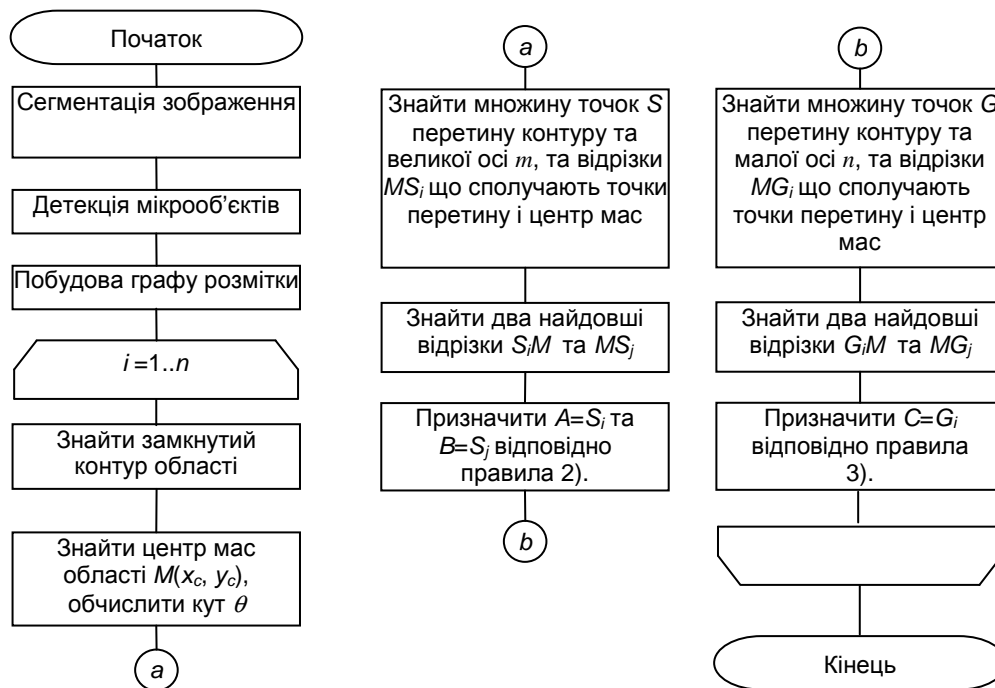 Початок
Сегментація зображення
Детекція мікрооб’єктів
Побудова графу розмітки
i =1..n
Знайти замкнутий
контур області
Знайти центр мас
області M(xc, yc),
обчислити кут θ
a
a
Знайти множину точок S
перетину контуру та
великої осі m, та відрізки
MSi що сполучають точки
перетину і центр мас
Знайти два найдовші
відрізки SiM та MSj
Призначити A=Si та
B=Sj відповідно
правила 2).
b
b
Знайти множину точок G
перетину контуру та
малої осі n, та відрізки
MGi що сполучають
точки перетину і центр
мас
Знайти два найдовші
відрізки GiM та MGj
Призначити C=Gi
відповідно правила
3).
Кінець